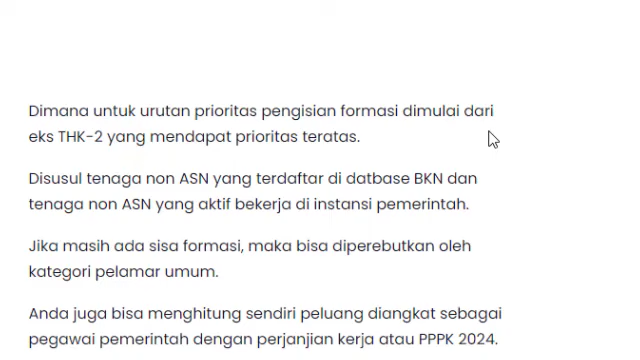 Dimana untuk urutan prioritas pengisian formasi dimulai dari
eks THK-2 yang mendapat prioritas teratas.
Disusul tenaga non ASN yang terdaftar di datbase BKN dan
tenaga non ASN yang aktif bekerja di instansi pemerintah.
Jika masih ada sisa formasi, maka bisa diperebutkan oleh
kategori pelamar umum.
Anda juga bisa menghitung sendiri peluang diangkat sebagai
pegawai pemerintah dengan perjanjian kerja atau PPPK 2024.